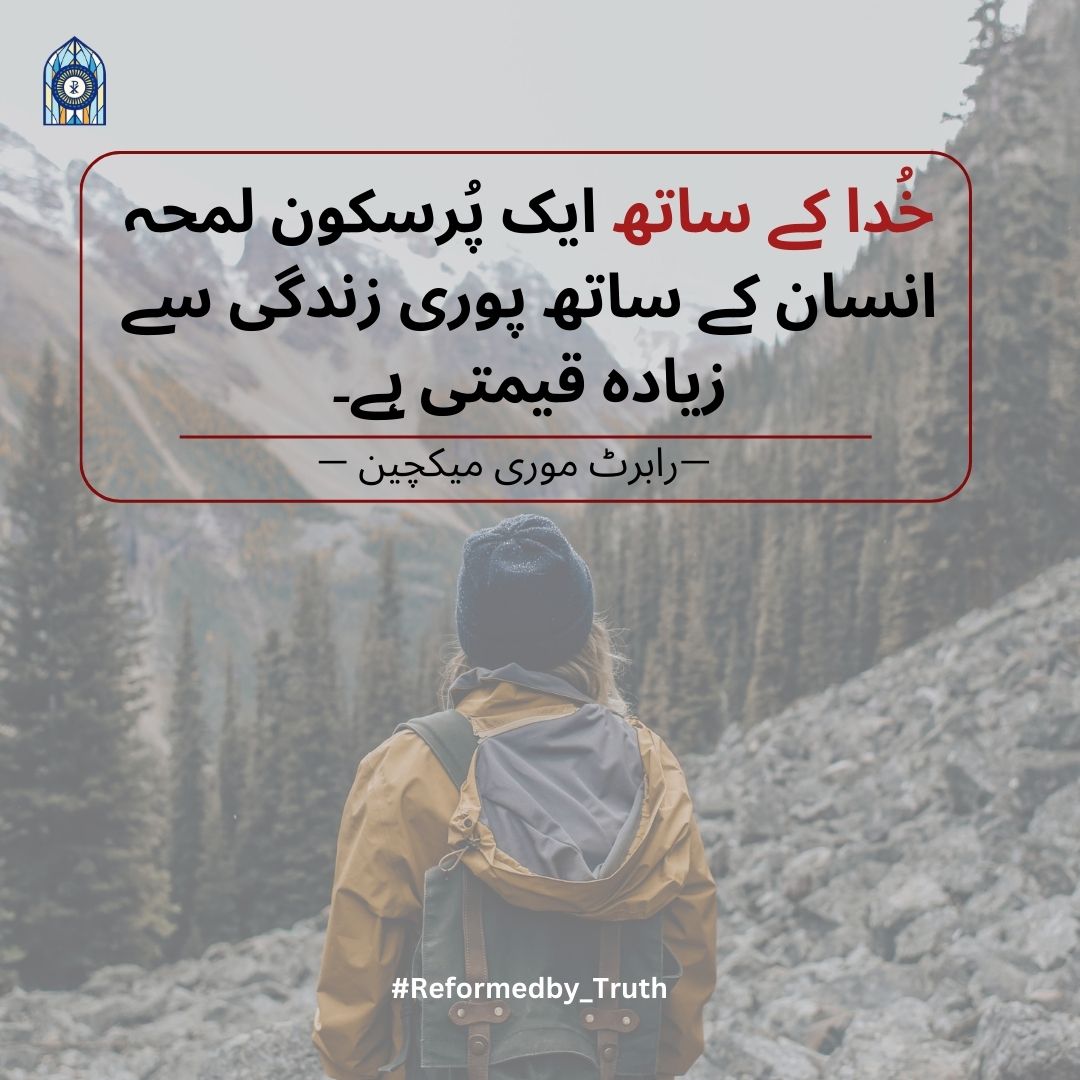 خُدا کے ساتھ ایک پُرسکون لمحہ
انسان کے ساتھ پوری زندگی سے
زیادہ قیمتی ہے۔
—رابرٹ موری میکچین —
#Reformedby_Truth